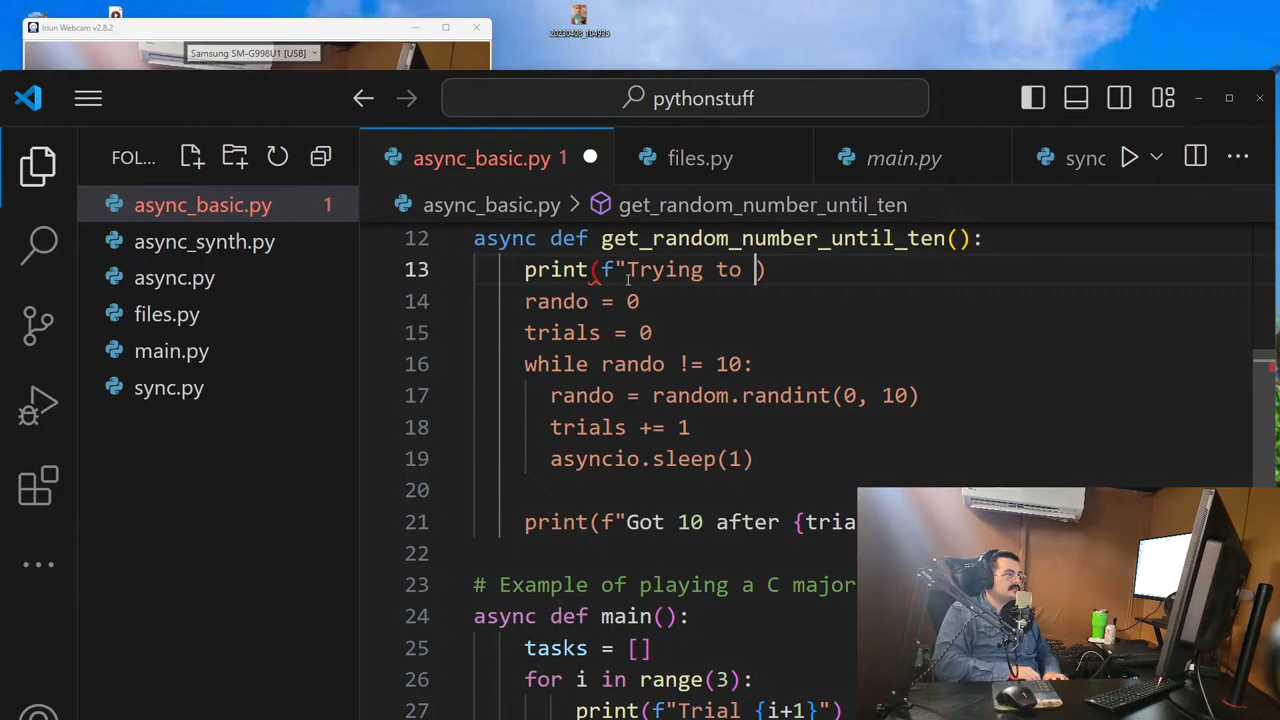 20230408_104935
Iriun Webcam v2.8.2
Samsung SM-G998U1 [USB]
pythonstuff
FOL...
async_basic.py 1
files.py
main.py
sync
async_basic.py 1
async_synth.py
async.py
files.py
main.py
sync.py
async_basic.py > get_random_number_until_ten
12 async def get_random_number_until_ten():
13 print(f"Trying to )
14 rando = 0
15 trials = 0
16 while rando != 10:
17 rando = random.randint(0, 10)
18 trials += 1
19 asyncio.sleep(1)
20
21 print(f"Got 10 after {tria
22
23 # Example of playing a C major
24 async def main():
25 tasks = []
26 for i in range(3):
27 print(f"Trial {i+1}")